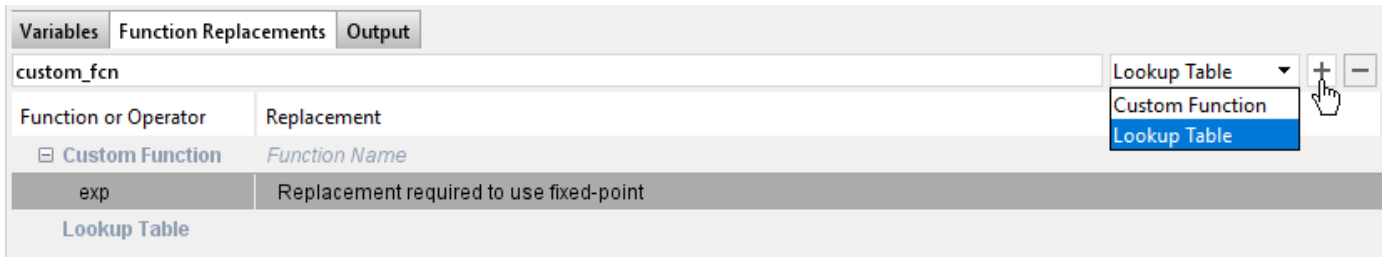 Variables Function Replacements Output
custom_fcn Lookup Table + −
Function or Operator Replacement Custom Function
Lookup Table
Custom Function Function Name
exp Replacement required to use fixed-point
Lookup Table